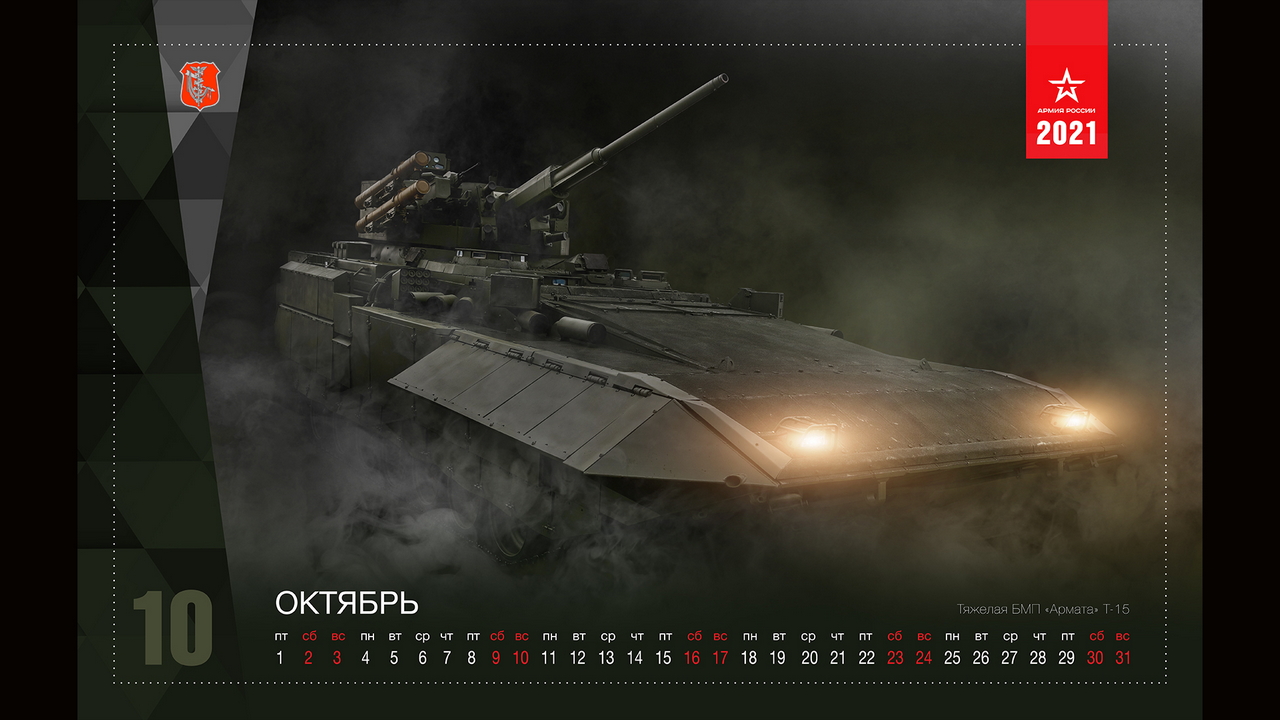 АРМИЯ РОССИИ
2021
10
ОКТЯБРЬ
Тяжелая БМП «Армата» Т-15
пт сб вс пн вт ср чт пт сб вс пн вт ср чт пт сб вс пн вт ср чт пт сб вс пн вт ср чт пт сб вс
1 2 3 4 5 6 7 8 9 10 11 12 13 14 15 16 17 18 19 20 21 22 23 24 25 26 27 28 29 30 31